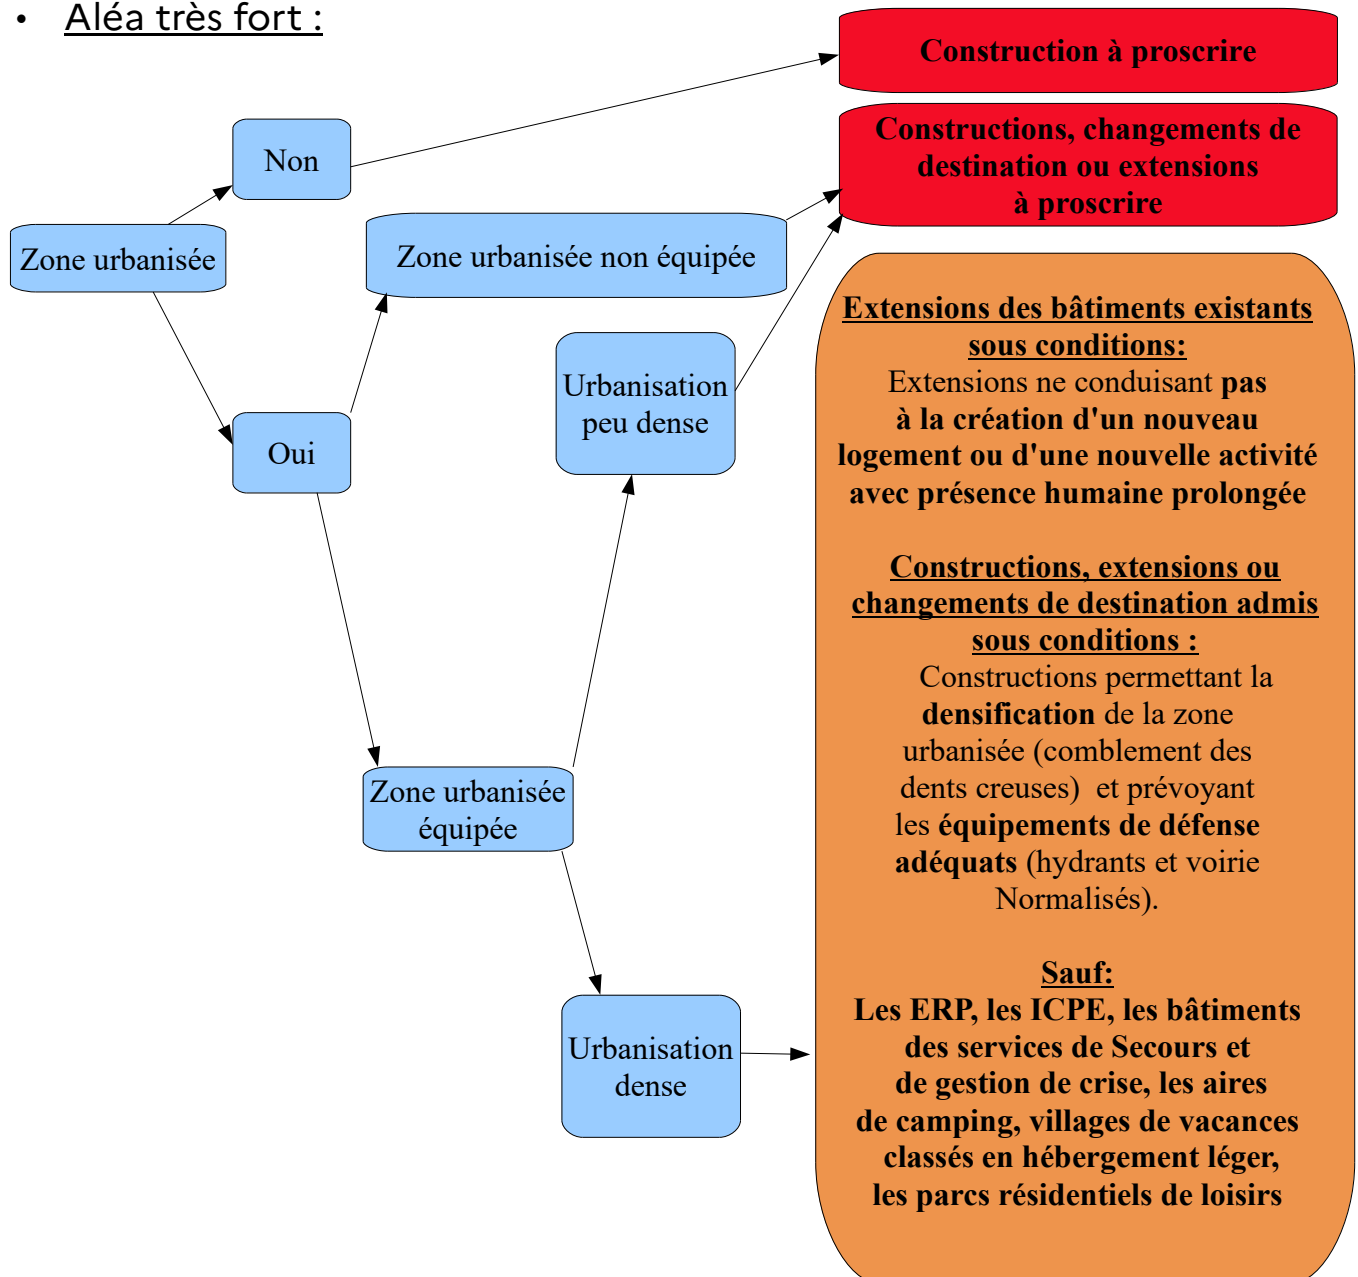 • Aléa très fort :
Construction à proscrire
Constructions, changements de
destination ou extensions
à proscrire
Non
Zone urbanisée
Zone urbanisée non équipée
Urbanisation
peu dense
Oui
Zone urbanisée
équipée
Urbanisation
dense
Extensions des bâtiments existants
sous conditions:
Extensions ne conduisant pas
à la création d'un nouveau
logement ou d'une nouvelle activité
avec présence humaine prolongée
Constructions, extensions ou
changements de destination admis
sous conditions :
Constructions permettant la
densification de la zone
urbanisée (comblement des
dents creuses)  et prévoyant
les équipements de défense
adéquats (hydrants et voirie
Normalisés).
Sauf:
Les ERP, les ICPE, les bâtiments
des services de Secours et
de gestion de crise, les aires
de camping, villages de vacances
classés en hébergement léger,
les parcs résidentiels de loisirs